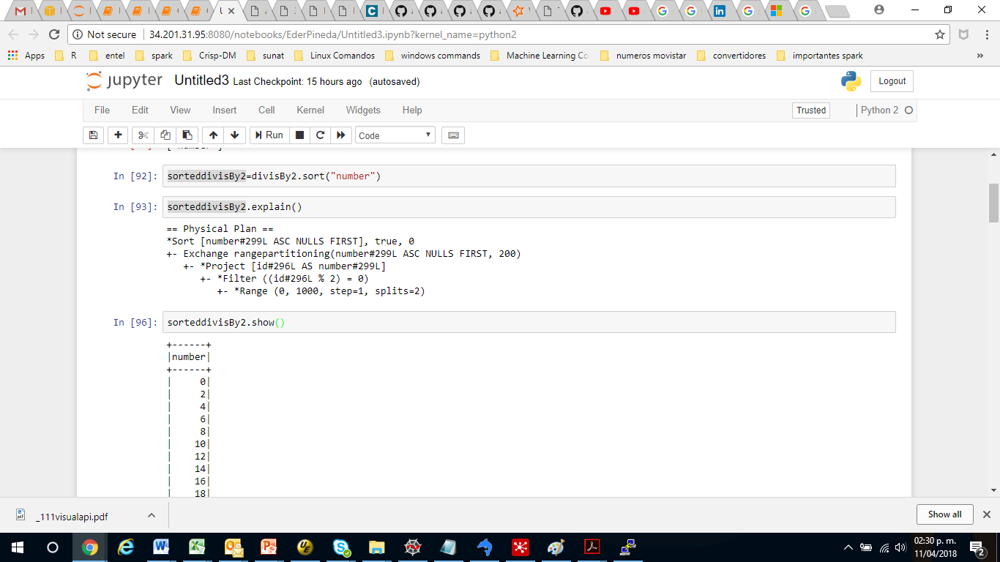 Not secure | 34.201.31.95:8080/notebooks/EderPineda/Untitled3.ipynb?kernel_name=python2
Apps R entel spark Crisp-DM sunat Linux Comandos windows commands Machine Learning Co numeros movistar convertidores importantes spark »
jupyter Untitled3 Last Checkpoint: 15 hours ago (autosaved) Logout
File Edit View Insert Cell Kernel Widgets Help Trusted Python 2
Run Code
In [92]: sorteddivisBy2=divisBy2.sort("number")
In [93]: sorteddivisBy2.explain()
== Physical Plan ==
*Sort [number#299L ASC NULLS FIRST], true, 0
+- Exchange rangepartitioning(number#299L ASC NULLS FIRST, 200)
   +- *Project [id#296L AS number#299L]
      +- *Filter ((id#296L % 2) = 0)
         +- *Range (0, 1000, step=1, splits=2)
In [96]: sorteddivisBy2.show()
+------+
|number|
+------+
|     0|
|     2|
|     4|
|     6|
|     8|
|    10|
|    12|
|    14|
|    16|
|    18|
_111visualapi.pdf Show all
02:30 p. m.
11/04/2018
2